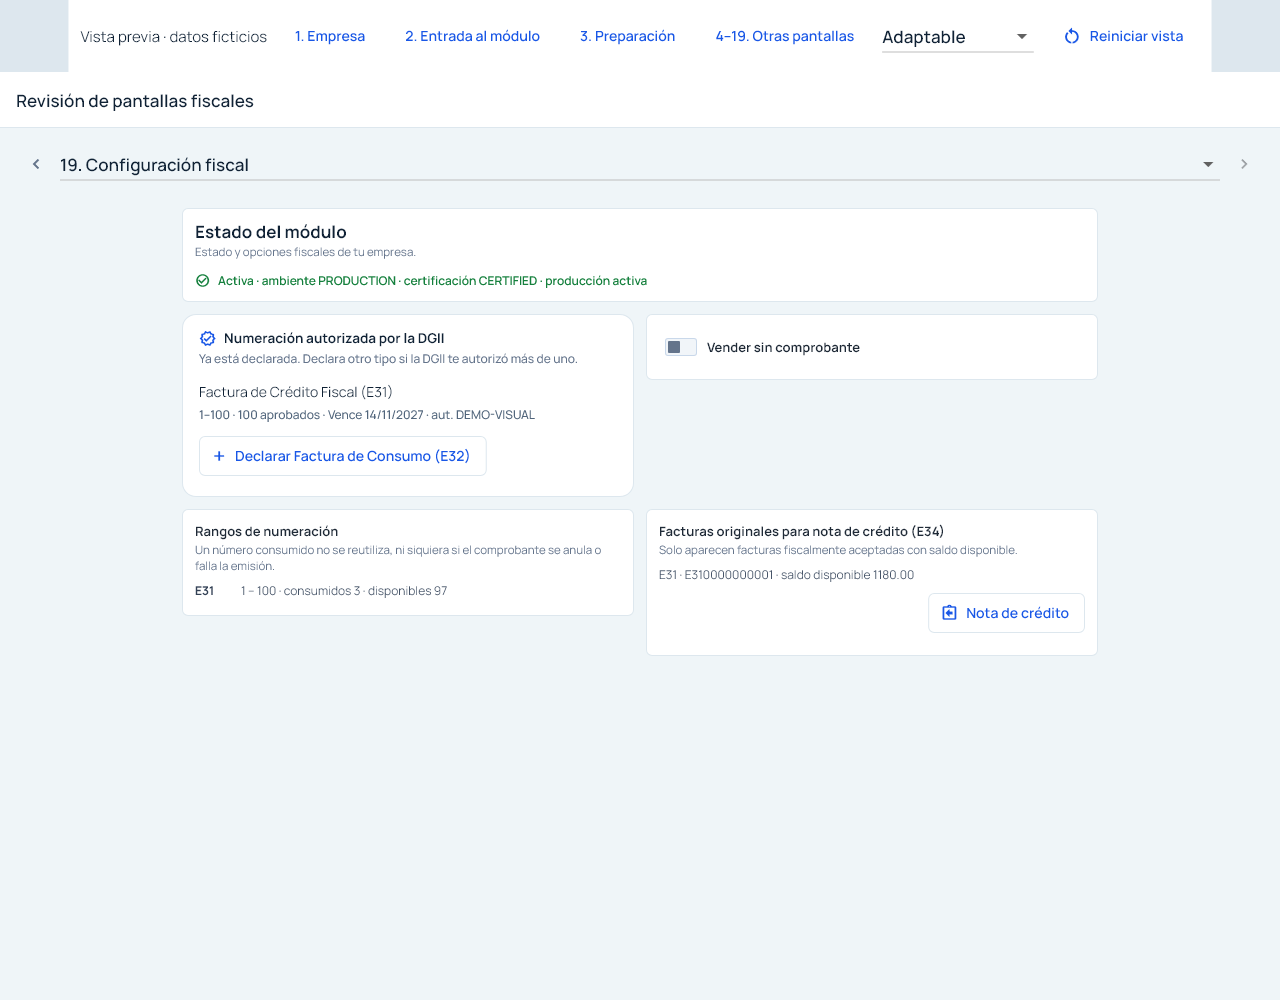 Vista previa · datos ficticios
1. Empresa
2. Entrada al módulo
3. Preparación
4–19. Otras pantallas
Adaptable
Reiniciar vista
Revisión de pantallas fiscales
19. Configuración fiscal
Estado del módulo
Estado y opciones fiscales de tu empresa.
Activa · ambiente PRODUCTION · certificación CERTIFIED · producción activa
Numeración autorizada por la DGII
Ya está declarada. Declara otro tipo si la DGII te autorizó más de uno.
Factura de Crédito Fiscal (E31)
1–100 · 100 aprobados · Vence 14/11/2027 · aut. DEMO-VISUAL
Declarar Factura de Consumo (E32)
Vender sin comprobante
Rangos de numeración
Un número consumido no se reutiliza, ni siquiera si el comprobante se anula o
falla la emisión.
E31 1 – 100 · consumidos 3 · disponibles 97
Facturas originales para nota de crédito (E34)
Solo aparecen facturas fiscalmente aceptadas con saldo disponible.
E31 · E310000000001 · saldo disponible 1180.00
Nota de crédito